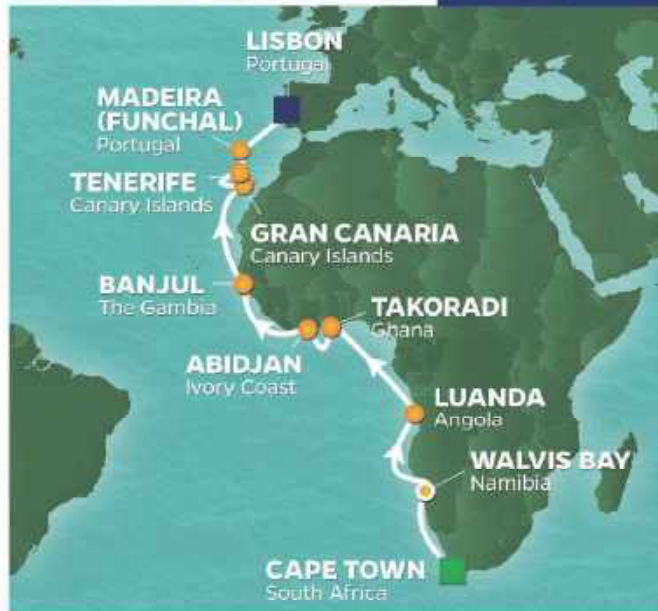 LISBON
Portugal
MADEIRA
(FUNCHAL)
Portugal
TENERIFE
Canary Islands
GRAN CANARIA
Canary Islands
BANJUL
The Gambia
TAKORADI
Ghana
ABIDJAN
Ivory Coast
LUANDA
Angola
WALVIS BAY
Namibia
CAPE TOWN
South Africa